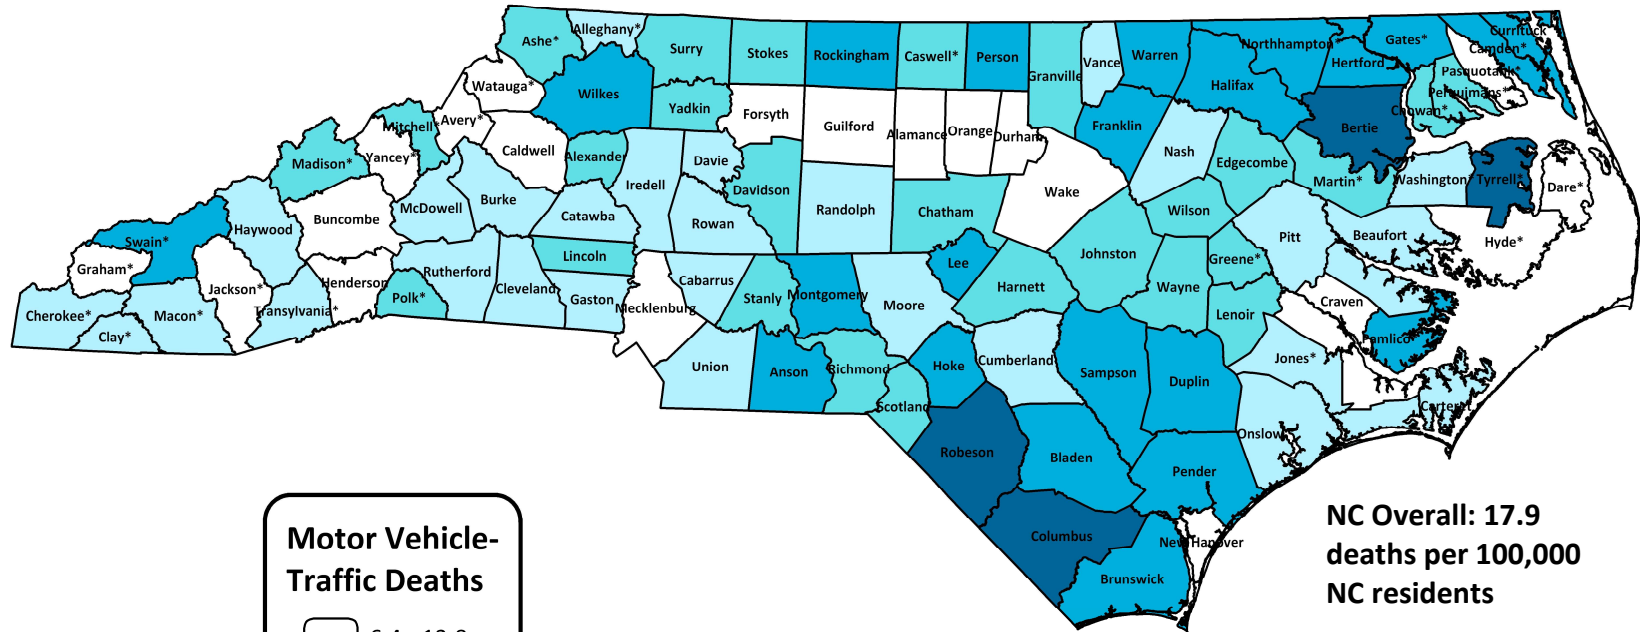 Alleghany*
Ashe*
Surry
Stokes
Rockingham
Caswell*
Person
Granville
Vance
Warren
Northhampton*
Gates*
Currituck
Camden*
Hertford
Pasquotank*
Perquimans*
Chowan*
Halifax
Watauga*
Wilkes
Yadkin
Forsyth
Guilford
Alamance
Orange
Durham
Franklin
Bertie
Mitchell*
Avery*
Caldwell
Alexander
Davie
Nash
Edgecombe
Madison*
Yancey*
Iredell
Davidson
Wake
Martin*
Washington*
Tyrrell*
Dare*
McDowell
Burke
Catawba
Rowan
Randolph
Chatham
Wilson
Buncombe
Haywood
Swain*
Lincoln
Johnston
Pitt
Beaufort
Hyde*
Graham*
Jackson*
Henderson
Rutherford
Polk*
Cleveland
Gaston
Cabarrus
Stanly
Montgomery
Moore
Lee
Harnett
Wayne
Greene*
Lenoir
Craven
Cherokee*
Macon*
Clay*
Transylvania*
Mecklenburg
Pamlico*
Union
Anson
Richmond
Scotland
Hoke
Cumberland
Sampson
Duplin
Jones*
Onslow
Carteret
Robeson
Bladen
Pender
Columbus
New Hanover
Brunswick
Motor Vehicle-
Traffic Deaths
NC Overall: 17.9
deaths per 100,000
NC residents